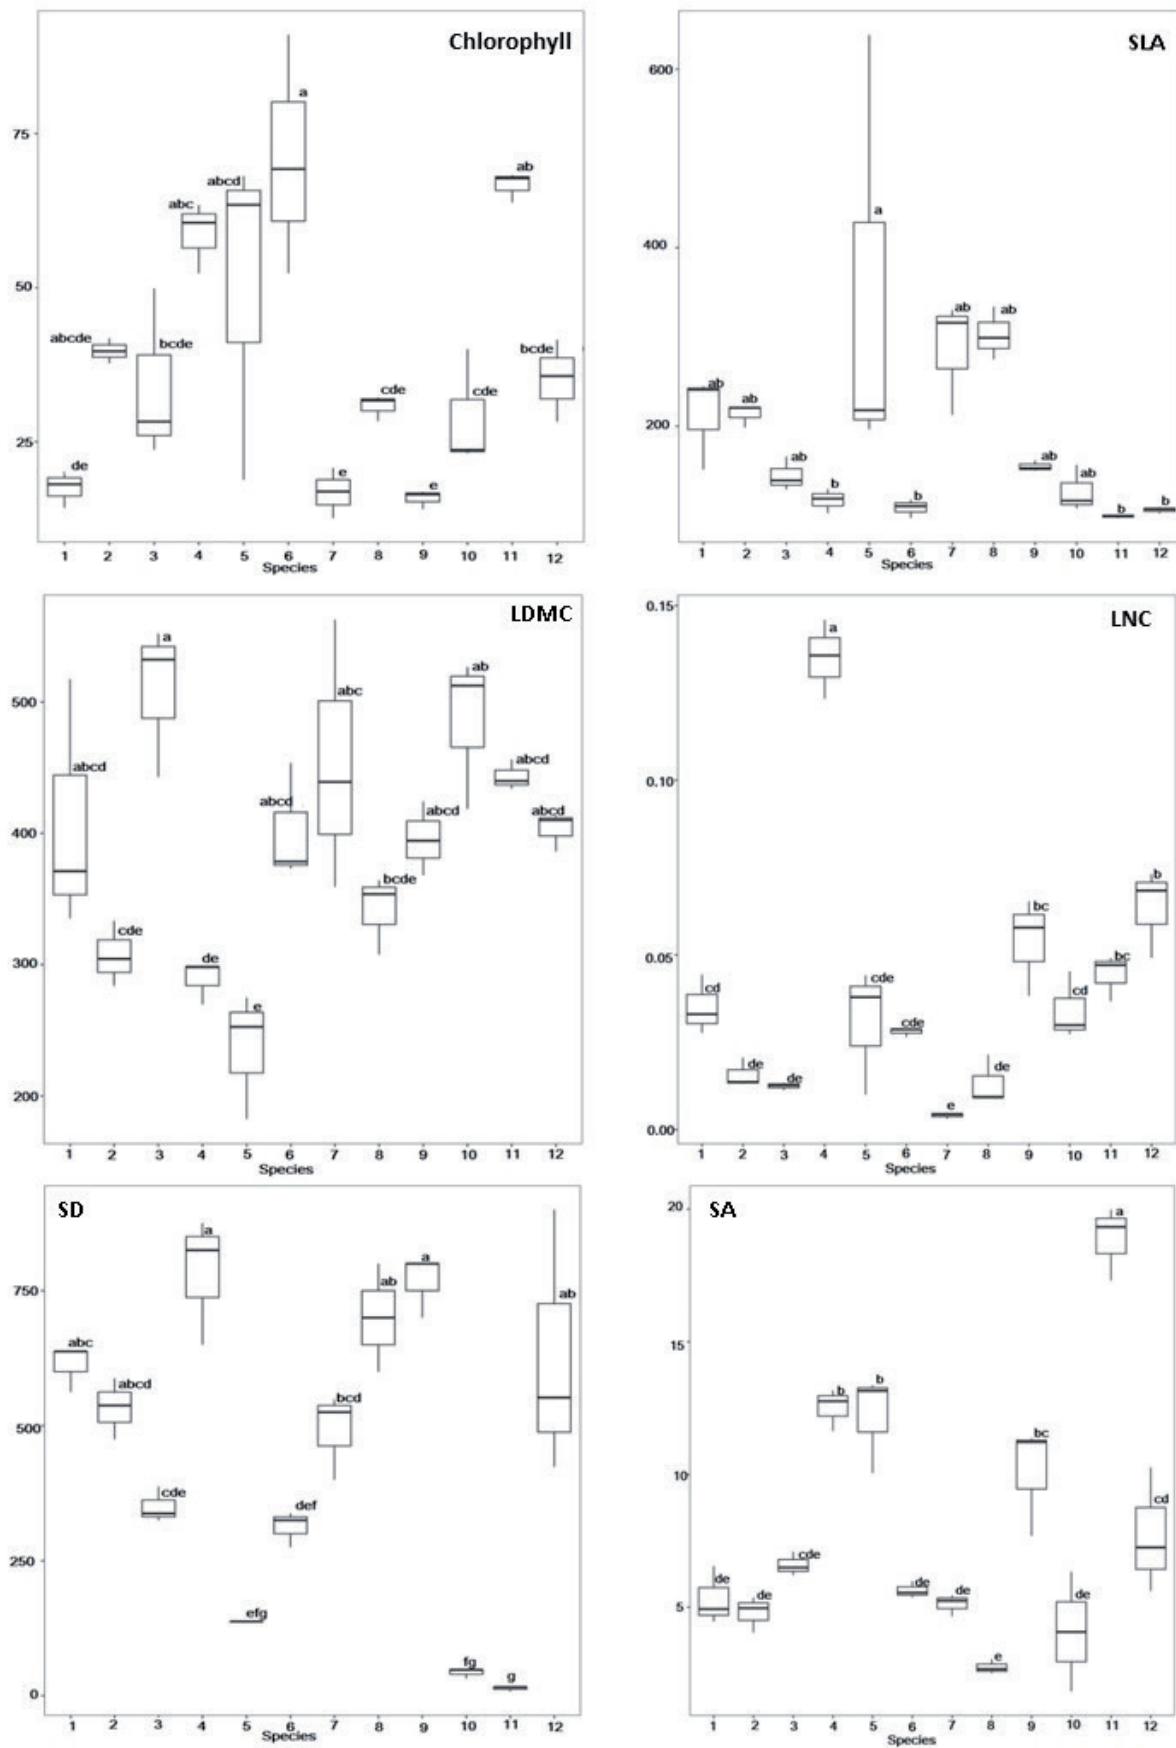 Chlorophyll
75
50
25
de
abcde
bcde
abc
abcd
a
e
cde
e
cde
ab
bcde
1 2 3 4 5 6 7 8 9 10 11 12
Species
SLA
600
400
200
ab
ab
ab
b
a
b
ab
ab
ab
ab
b
b
1 2 3 4 5 6 7 8 9 10 11 12
Species
LDMC
500
400
300
200
abcd
cde
a
de
e
abcd
abc
bcde
abcd
ab
abcd
abcd
1 2 3 4 5 6 7 8 9 10 11 12
Species
LNC
0.15
0.10
0.05
0.00
cd
de
de
a
cde
cde
e
de
bc
cd
bc
b
1 2 3 4 5 6 7 8 9 10 11 12
Species
SD
750
500
250
0
abc
abcd
cde
a
efg
def
bcd
ab
a
fg
g
ab
1 2 3 4 5 6 7 8 9 10 11 12
Species
SA
20
15
10
5
de
de
cde
b
b
de
de
e
bc
de
a
cd
1 2 3 4 5 6 7 8 9 10 11 12
Species